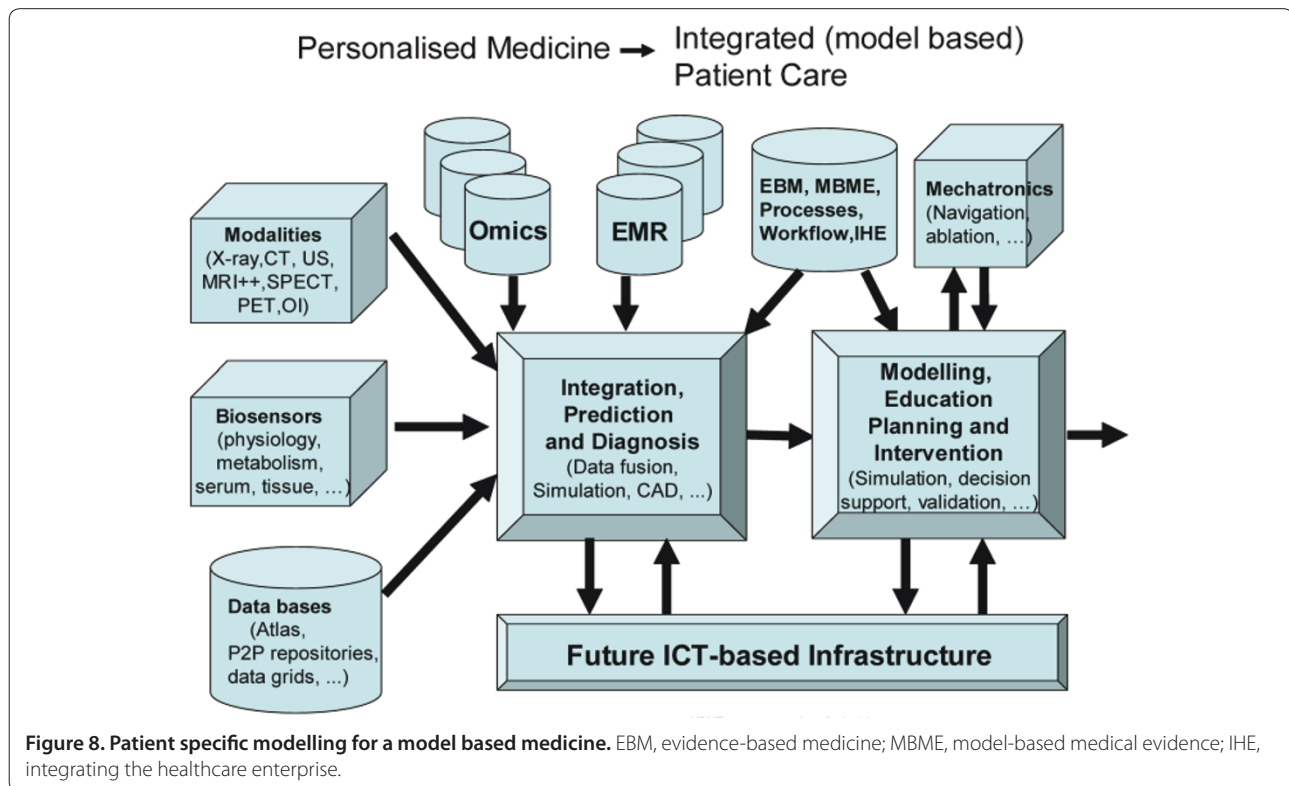 Personalised Medicine
Integrated (model based)
Patient Care
Modalities
(X-ray,CT, US,
MRI++,SPECT,
PET,OI)
Omics
EMR
EBM, MBME,
Processes,
Workflow,IHE
Mechatronics
(Navigation,
ablation, ...)
Biosensors
(physiology,
metabolism,
serum, tissue, ...)
Integration,
Prediction
and Diagnosis
(Data fusion,
Simulation, CAD, ...)
Modelling,
Education
Planning and
Intervention
(Simulation, decision
support, validation, ...)
Data bases
(Atlas,
P2P repositories,
data grids, ...)
Future ICT-based Infrastructure
Figure 8. Patient specific modelling for a model based medicine. EBM, evidence-based medicine; MBME, model-based medical evidence; IHE,
integrating the healthcare enterprise.